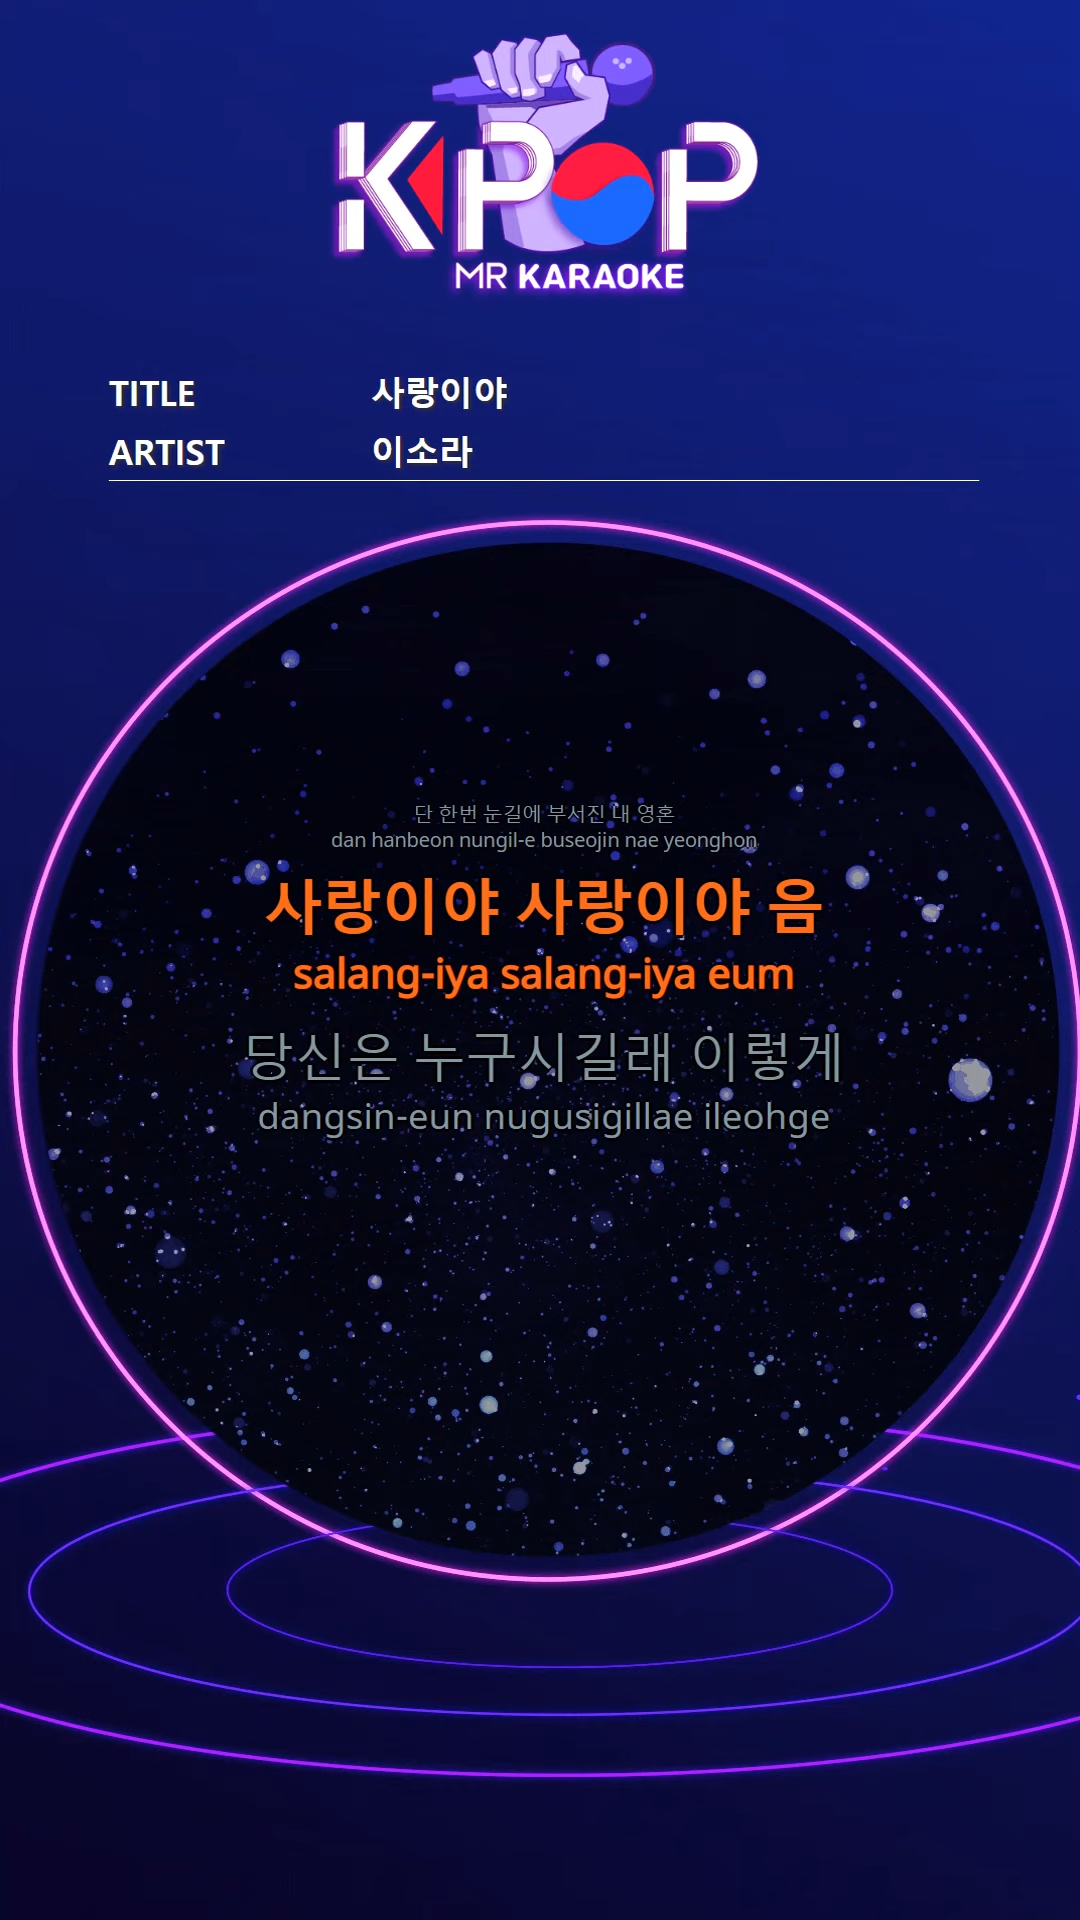 KPOP
MR KARAOKE
TITLE 사랑이야
ARTIST 이소라
단 한번 눈길에 부서진 내 영혼
dan hanbeon nungil-e buseojin nae yeonghon
사랑이야 사랑이야 음
salang-iya salang-iya eum
당신은 누구시길래 이렇게
dangsin-eun nugusigillae ileohge